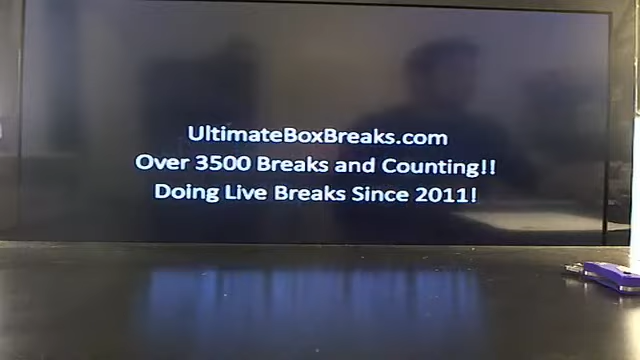 UltimateBoxBreaks.com
Over 3500 Breaks and Counting!!
Doing Live Breaks Since 2011!